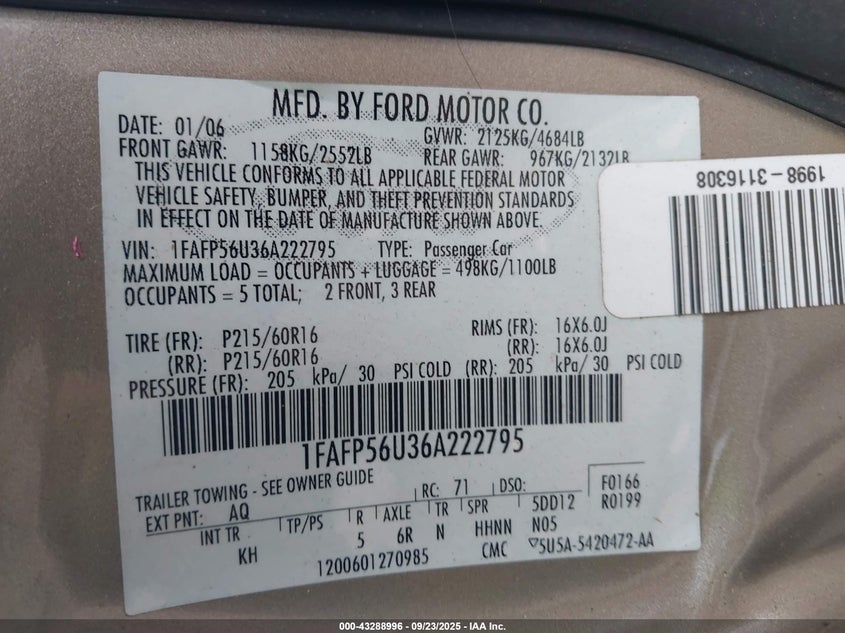 MFD. BY FORD MOTOR CO.
DATE: 01/06 GVWR: 2125KG/4684LB
FRONT GAWR: 1158KG/2552LB REAR GAWR: 967KG/2132LB
THIS VEHICLE CONFORMS TO ALL APPLICABLE FEDERAL MOTOR
VEHICLE SAFETY, BUMPER, AND THEFT PREVENTION STANDARDS
IN EFFECT ON THE DATE OF MANUFACTURE SHOWN ABOVE.
VIN: 1FAFP56U36A222795 TYPE: Passenger Car
MAXIMUM LOAD = OCCUPANTS + LUGGAGE = 498KG/1100LB
OCCUPANTS = 5 TOTAL; 2 FRONT, 3 REAR
TIRE (FR): P215/60R16 RIMS (FR): 16X6.0J
(RR): P215/60R16 (RR): 16X6.0J
PRESSURE (FR): 205 kPa/ 30 PSI COLD (RR): 205 kPa/ 30 PSI COLD
1FAFP56U36A222795
TRAILER TOWING - SEE OWNER GUIDE
EXT PNT: AQ RC: 71 DSO: F0166
R0199
INT TR TP/PS R AXLE TR SPR 5DD12
KH 5 6R N HHNN N05
1200601270985 CMC ▽5U5A-5420472-AA
1998-3116308
000-43288996 - 09/23/2025 - IAA Inc.